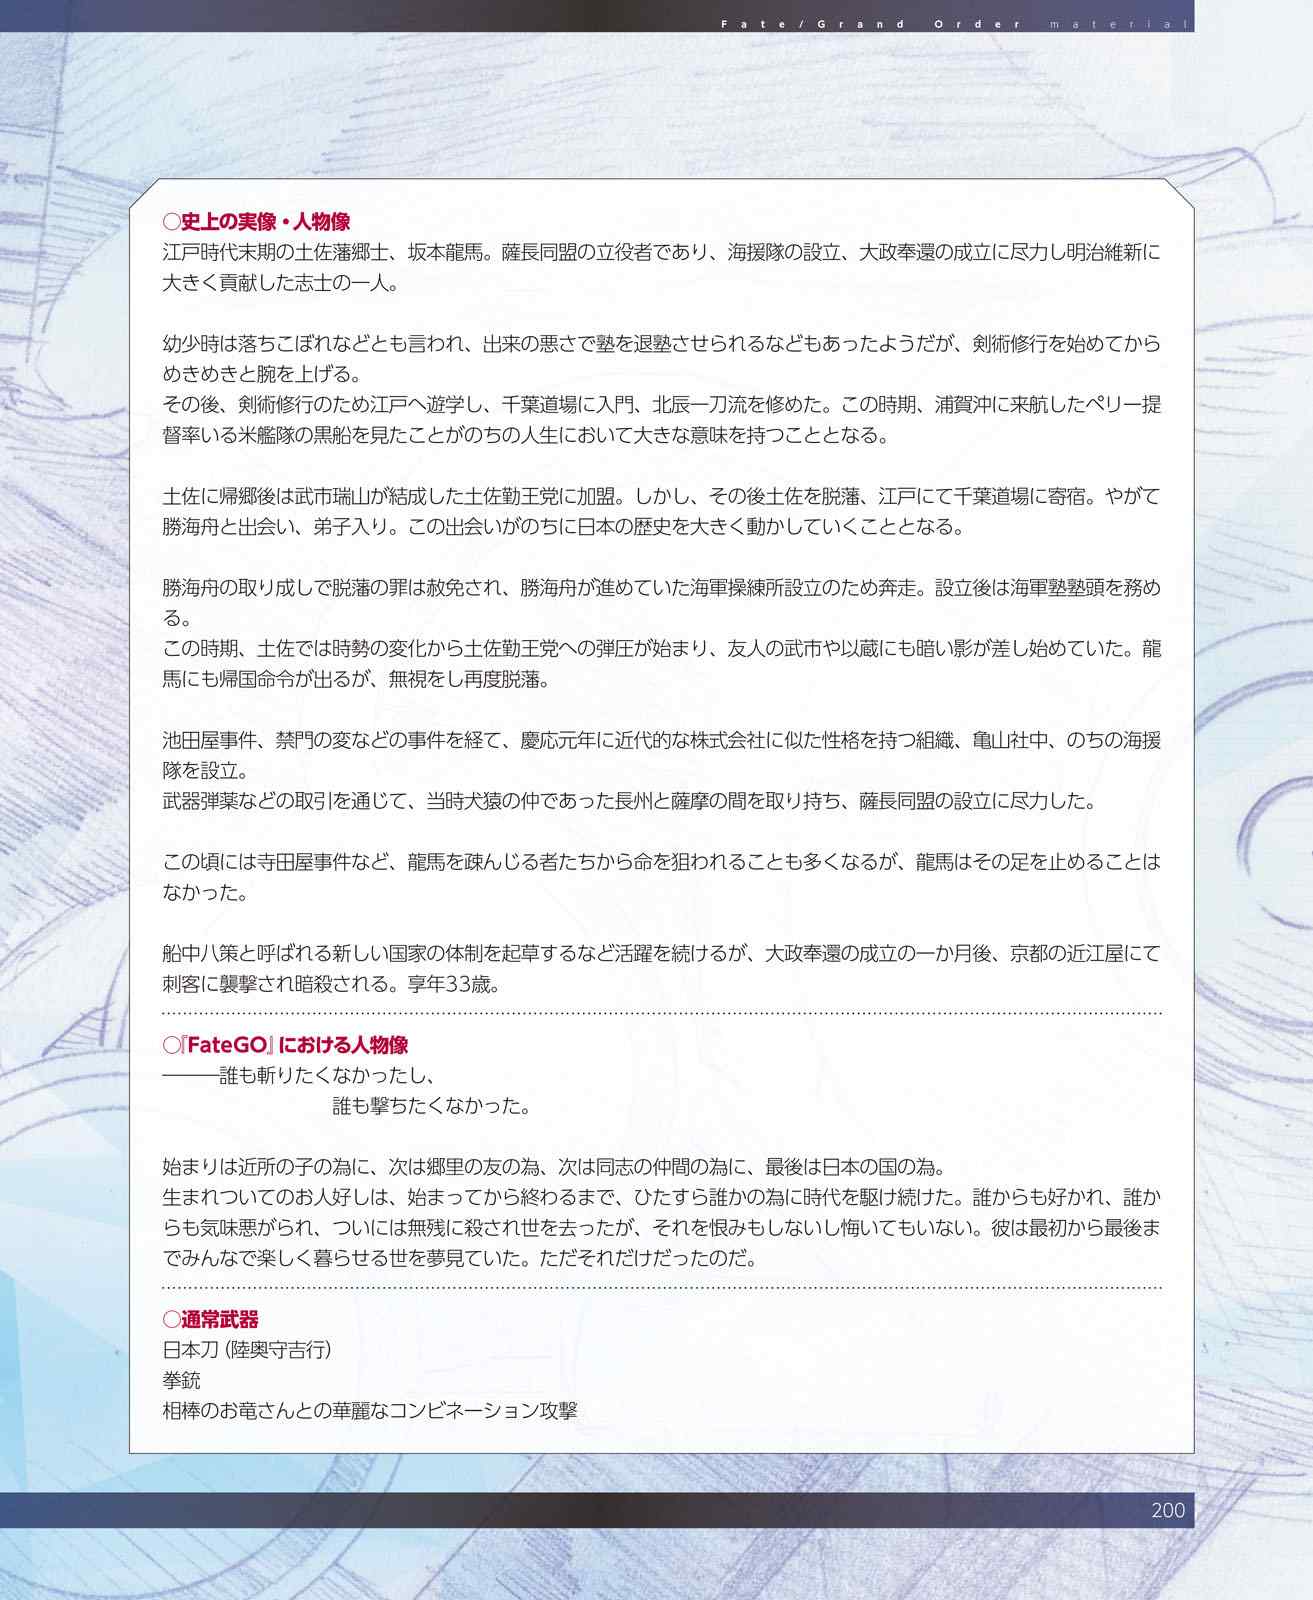 Fate/Grand Order material
○史上の実像・人物像
江戸時代末期の土佐藩郷士、坂本龍馬。薩長同盟の立役者であり、海援隊の設立、大政奉還の成立に尽力し明治維新に
大きく貢献した志士の一人。
幼少時は落ちこぼれなどとも言われ、出来の悪さで塾を退塾させられるなどもあったようだが、剣術修行を始めてから
めきめきと腕を上げる。
その後、剣術修行のため江戸へ遊学し、千葉道場に入門、北辰一刀流を修めた。この時期、浦賀沖に来航したペリー提
督率いる米艦隊の黒船を見たことがのちの人生において大きな意味を持つこととなる。
土佐に帰郷後は武市瑞山が結成した土佐勤王党に加盟。しかし、その後土佐を脱藩、江戸にて千葉道場に寄宿。やがて
勝海舟と出会い、弟子入り。この出会いがのちに日本の歴史を大きく動かしていくこととなる。
勝海舟の取り成しで脱藩の罪は赦免され、勝海舟が進めていた海軍操練所設立のため奔走。設立後は海軍塾塾頭を務め
る。
この時期、土佐では時勢の変化から土佐勤王党への弾圧が始まり、友人の武市や以蔵にも暗い影が差し始めていた。龍
馬にも帰国命令が出るが、無視をし再度脱藩。
池田屋事件、禁門の変などの事件を経て、慶応元年に近代的な株式会社に似た性格を持つ組織、亀山社中、のちの海援
隊を設立。
武器弾薬などの取引を通じて、当時犬猿の仲であった長州と薩摩の間を取り持ち、薩長同盟の設立に尽力した。
この頃には寺田屋事件など、龍馬を疎んじる者たちから命を狙われることも多くなるが、龍馬はその足を止めることは
なかった。
船中八策と呼ばれる新しい国家の体制を起草するなど活躍を続けるが、大政奉還の成立の一か月後、京都の近江屋にて
刺客に襲撃され暗殺される。享年33歳。
○『FateGO』における人物像
―――誰も斬りたくなかったし、
誰も撃ちたくなかった。
始まりは近所の子の為に、次は郷里の友の為、次は同志の仲間の為に、最後は日本の国の為。
生まれついてのお人好しは、始まってから終わるまで、ひたすら誰かの為に時代を駆け続けた。誰からも好かれ、誰か
らも気味悪がられ、ついには無残に殺され世を去ったが、それを恨みもしないし悔いてもいない。彼は最初から最後ま
でみんなで楽しく暮らせる世を夢見ていた。ただそれだけだったのだ。
○通常武器
日本刀（陸奥守吉行）
拳銃
相棒のお竜さんとの華麗なコンビネーション攻撃
200